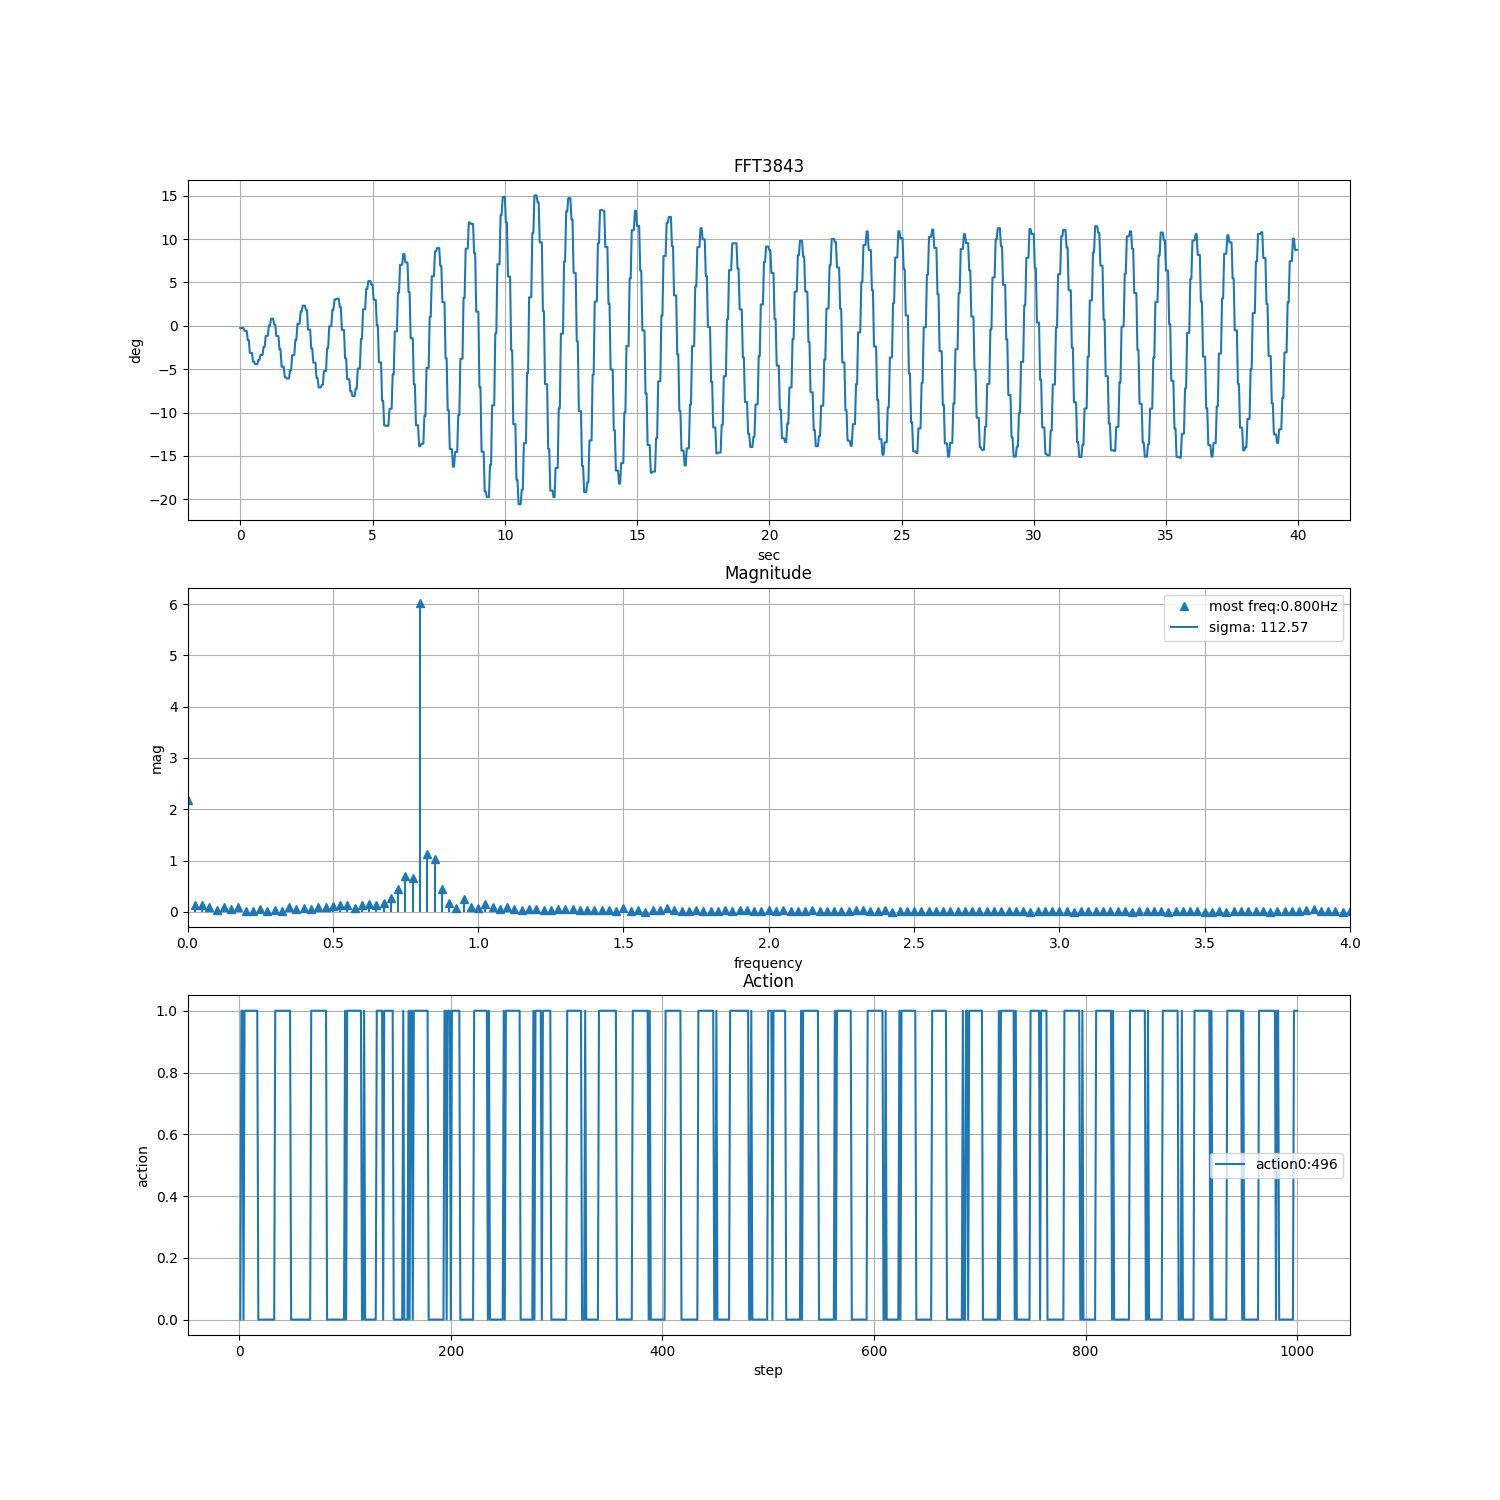 FFT3843
15
10
5
0
−5
−10
−15
−20
deg
0 5 10 15 20 25 30 35 40
sec
Magnitude
6
5
4
3
2
1
0
mag
most freq:0.800Hz
sigma: 112.57
0.0 0.5 1.0 1.5 2.0 2.5 3.0 3.5 4.0
frequency
Action
1.0
0.8
0.6
0.4
0.2
0.0
action
action0:496
0 200 400 600 800 1000
step